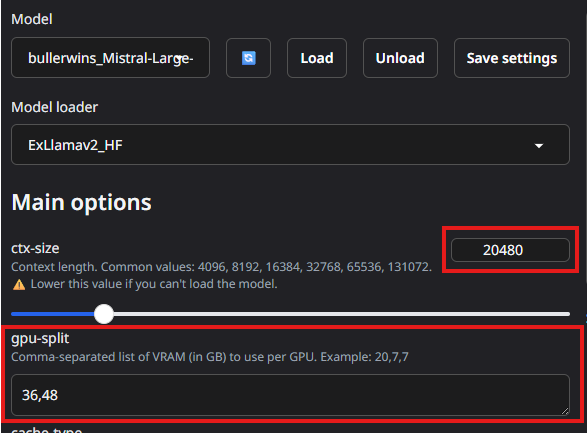 Model
bullerwins_Mistral-Large-
Load
Unload
Save settings
Model loader
ExLlamav2_HF
Main options
ctx-size
20480
Context length. Common values: 4096, 8192, 16384, 32768, 65536, 131072.
⚠ Lower this value if you can't load the model.
gpu-split
Comma-separated list of VRAM (in GB) to use per GPU. Example: 20,7,7
36,48
cache-type